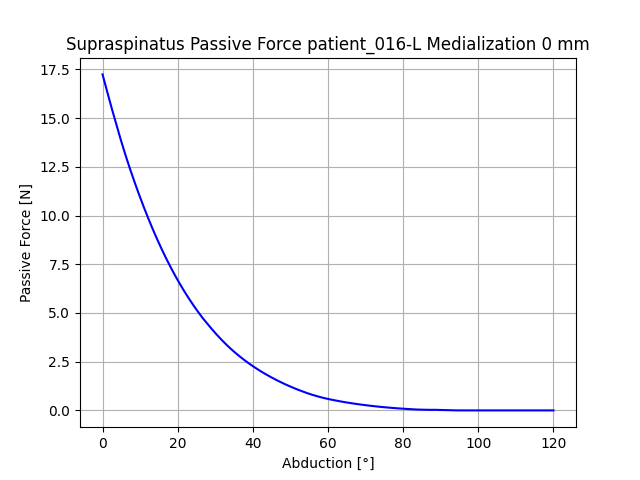 Supraspinatus Passive Force patient_016-L Medialization 0 mm
17.5
15.0
12.5
10.0
7.5
5.0
2.5
0.0
Passive Force [N]
0 20 40 60 80 100 120
Abduction [°]